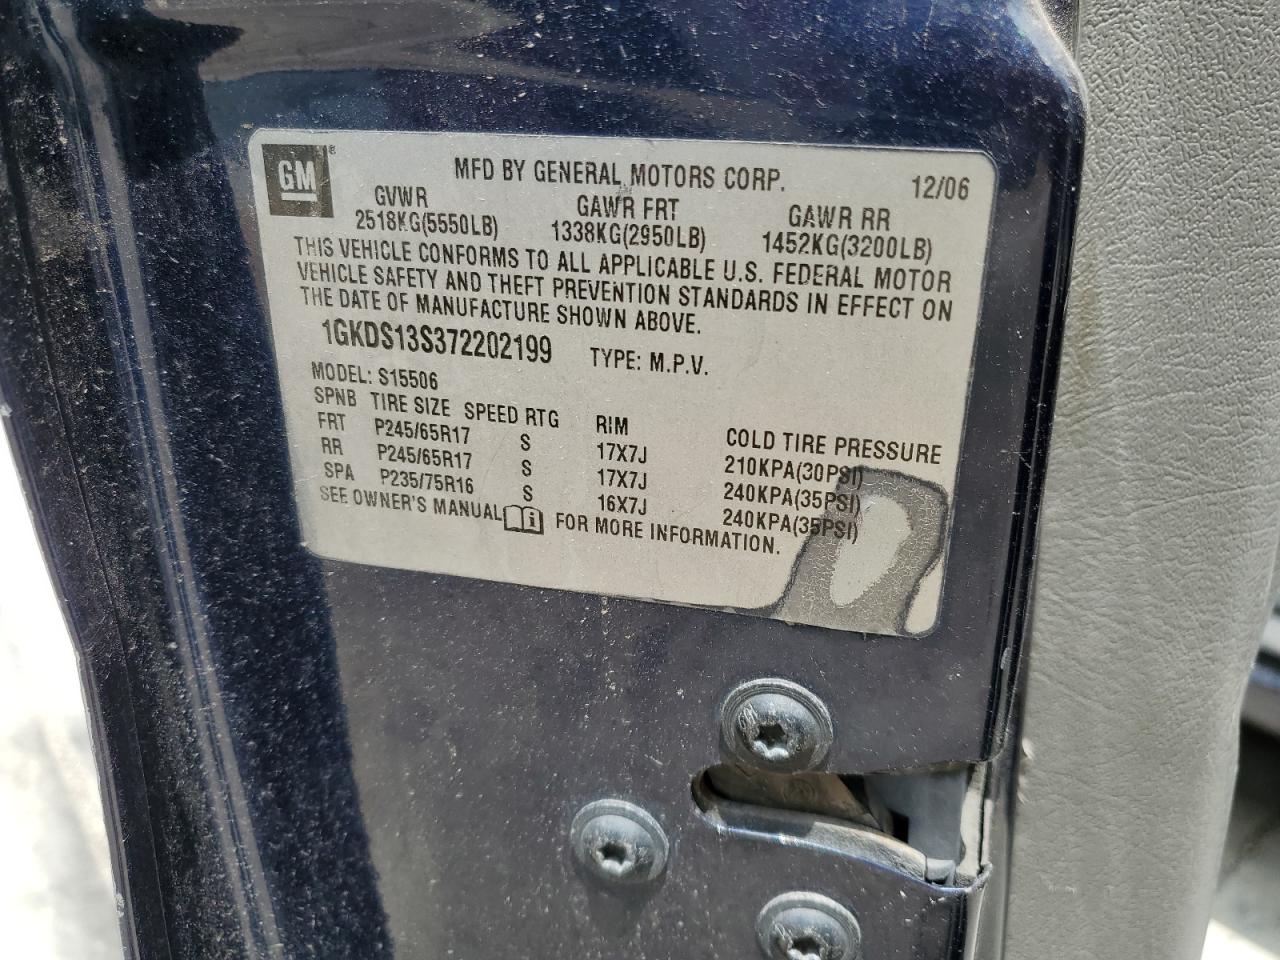 GM ® MFD BY GENERAL MOTORS CORP. 12/06
GVWR GAWR FRT GAWR RR
2518KG(5550LB) 1338KG(2950LB) 1452KG(3200LB)
THIS VEHICLE CONFORMS TO ALL APPLICABLE U.S. FEDERAL MOTOR
VEHICLE SAFETY AND THEFT PREVENTION STANDARDS IN EFFECT ON
THE DATE OF MANUFACTURE SHOWN ABOVE.
1GKDS13S372202199 TYPE: M.P.V.
MODEL: S15506
SPNB TIRE SIZE SPEED RTG RIM COLD TIRE PRESSURE
FRT P245/65R17 S 17X7J 210KPA(30PSI)
RR P245/65R17 S 17X7J 240KPA(35PSI)
SPA P235/75R16 S 16X7J 240KPA(35PSI)
SEE OWNER'S MANUAL i FOR MORE INFORMATION.